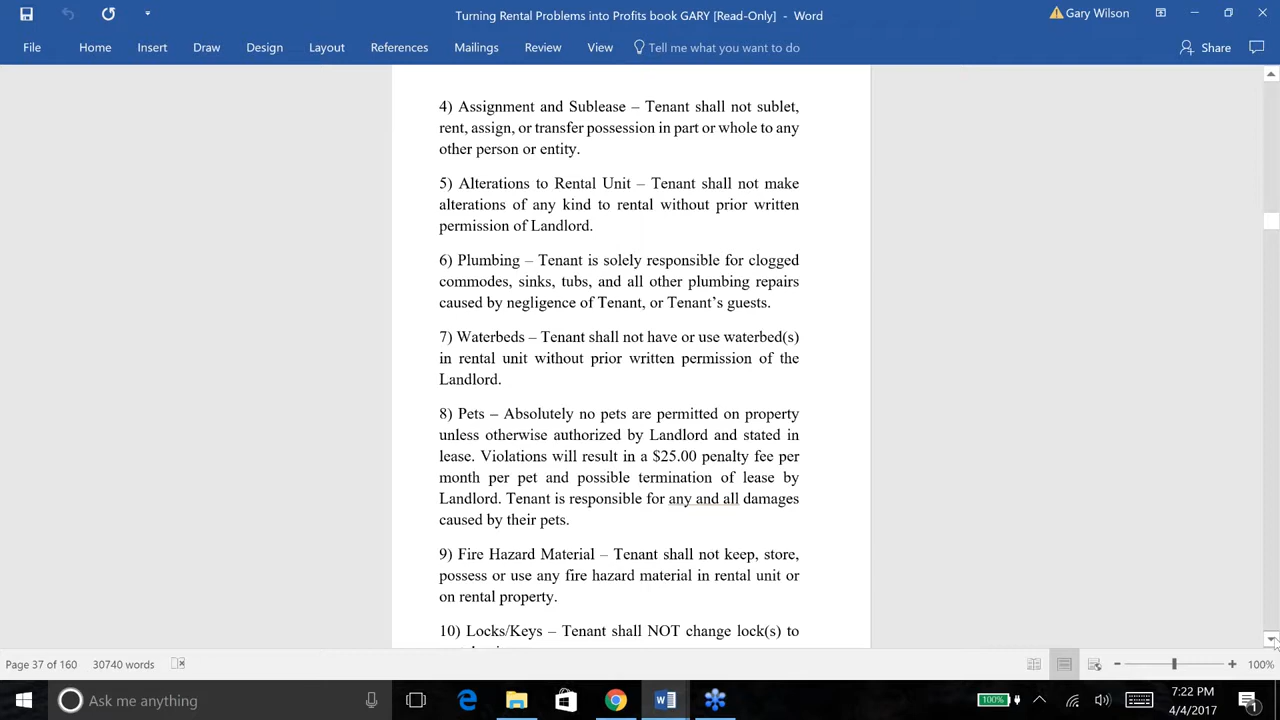 Turning Rental Problems into Profits book GARY [Read-Only] - Word
Gary Wilson
File Home Insert Draw Design Layout References Mailings Review View Tell me what you want to do Share
4) Assignment and Sublease – Tenant shall not sublet,
rent, assign, or transfer possession in part or whole to any
other person or entity.
5) Alterations to Rental Unit – Tenant shall not make
alterations of any kind to rental without prior written
permission of Landlord.
6) Plumbing – Tenant is solely responsible for clogged
commodes, sinks, tubs, and all other plumbing repairs
caused by negligence of Tenant, or Tenant’s guests.
7) Waterbeds – Tenant shall not have or use waterbed(s)
in rental unit without prior written permission of the
Landlord.
8) Pets – Absolutely no pets are permitted on property
unless otherwise authorized by Landlord and stated in
lease. Violations will result in a $25.00 penalty fee per
month per pet and possible termination of lease by
Landlord. Tenant is responsible for any and all damages
caused by their pets.
9) Fire Hazard Material – Tenant shall not keep, store,
possess or use any fire hazard material in rental unit or
on rental property.
10) Locks/Keys – Tenant shall NOT change lock(s) to
Page 37 of 160 30740 words 100%
Ask me anything 100% 7:22 PM
4/4/2017 1